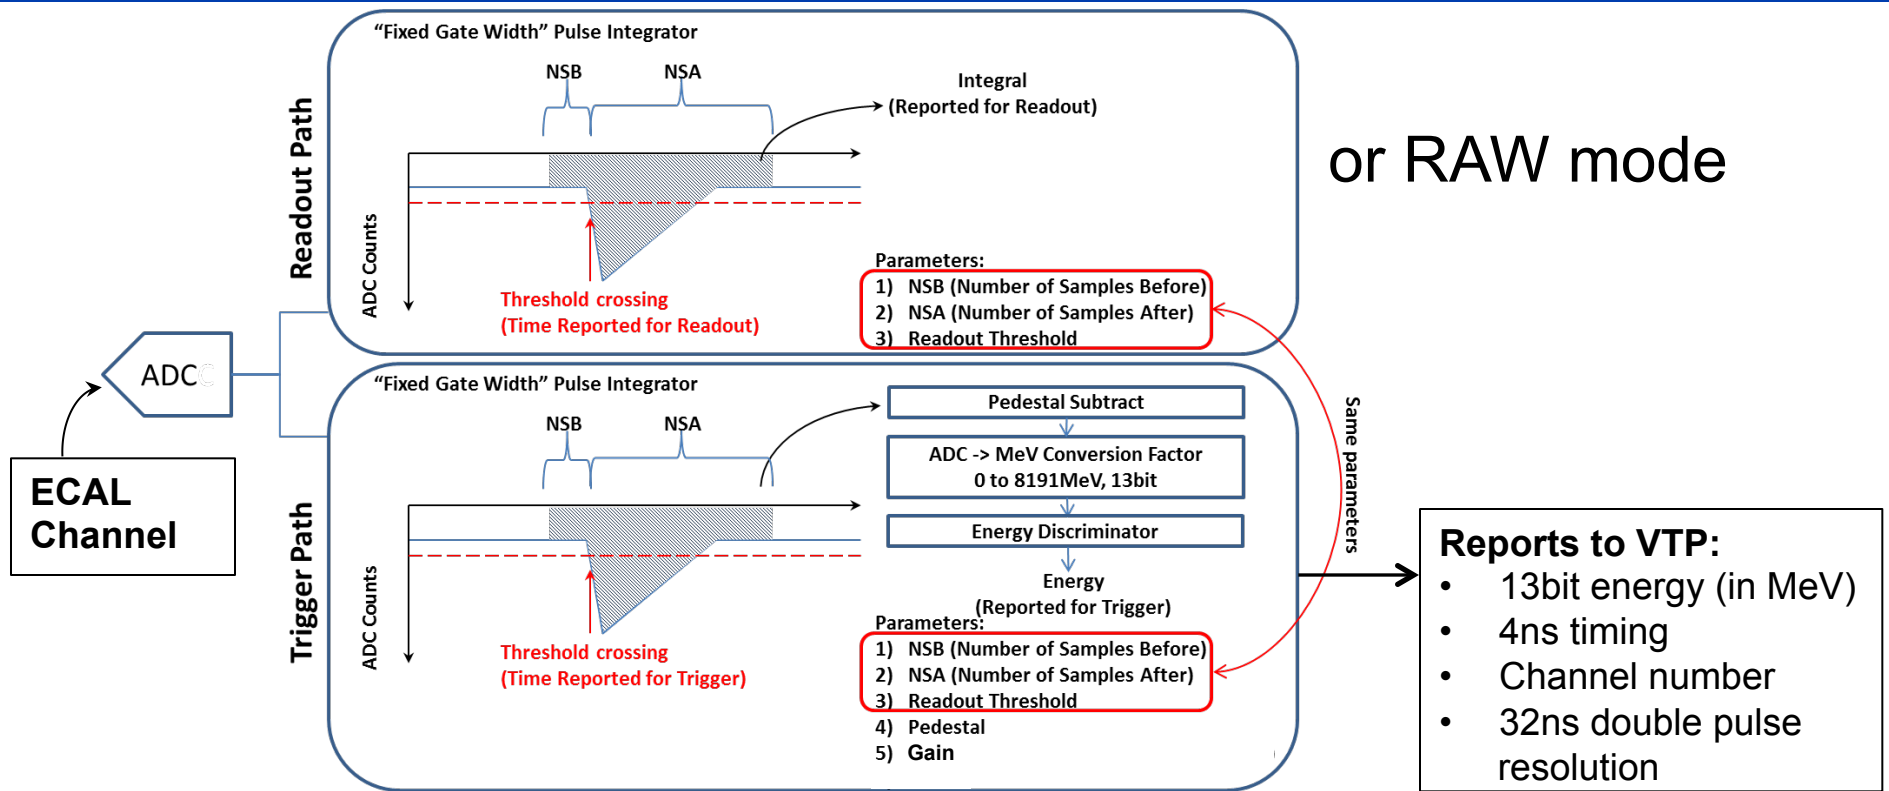 "Fixed Gate Width" Pulse Integrator
NSB
NSA
Integral
(Reported for Readout)
Readout Path
ADC Counts
Threshold crossing
(Time Reported for Readout)
Parameters:
1) NSB (Number of Samples Before)
2) NSA (Number of Samples After)
3) Readout Threshold
or RAW mode
ADC
ECAL
Channel
"Fixed Gate Width" Pulse Integrator
NSB
NSA
Trigger Path
ADC Counts
Threshold crossing
(Time Reported for Trigger)
Pedestal Subtract
ADC -> MeV Conversion Factor
0 to 8191MeV, 13bit
Energy Discriminator
Energy
(Reported for Trigger)
Parameters:
1) NSB (Number of Samples Before)
2) NSA (Number of Samples After)
3) Readout Threshold
4) Pedestal
5) Gain
Same parameters
Reports to VTP:
• 13bit energy (in MeV)
• 4ns timing
• Channel number
• 32ns double pulse
resolution